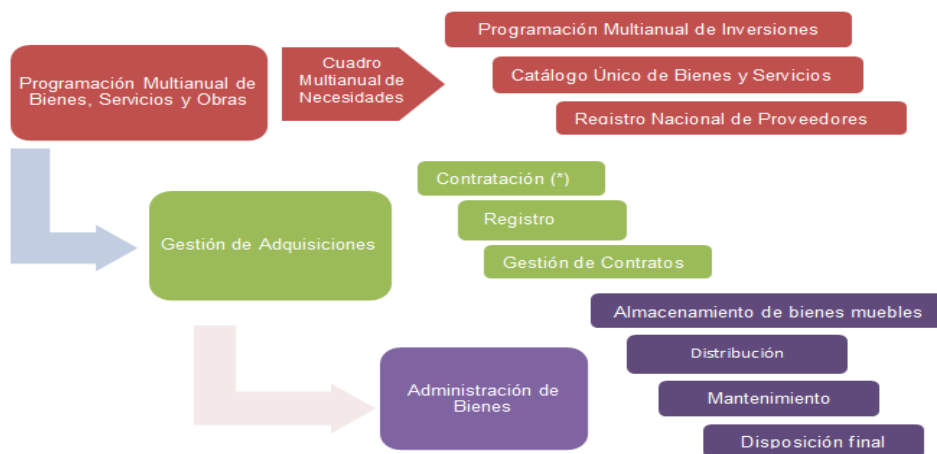 Programación Multianual de
Bienes, Servicios y Obras
Cuadro
Multianual de
Necesidades
Programación Multianual de Inversiones
Catálogo Único de Bienes y Servicios
Registro Nacional de Proveedores
Gestión de Adquisiciones
Contratación (*)
Registro
Gestión de Contratos
Administración de
Bienes
Almacenamiento de bienes muebles
Distribución
Mantenimiento
Disposición final